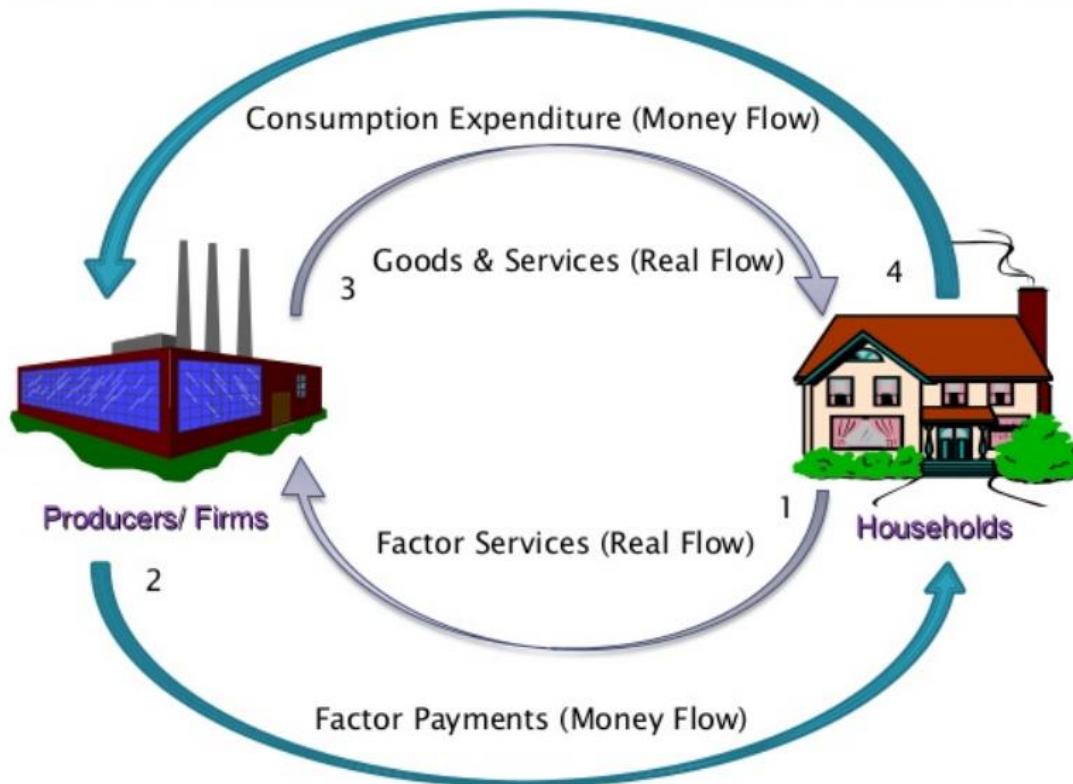 Consumption Expenditure (Money Flow)
Goods & Services (Real Flow)
4
3
Producers/ Firms
1
Households
Factor Services (Real Flow)
2
Factor Payments (Money Flow)